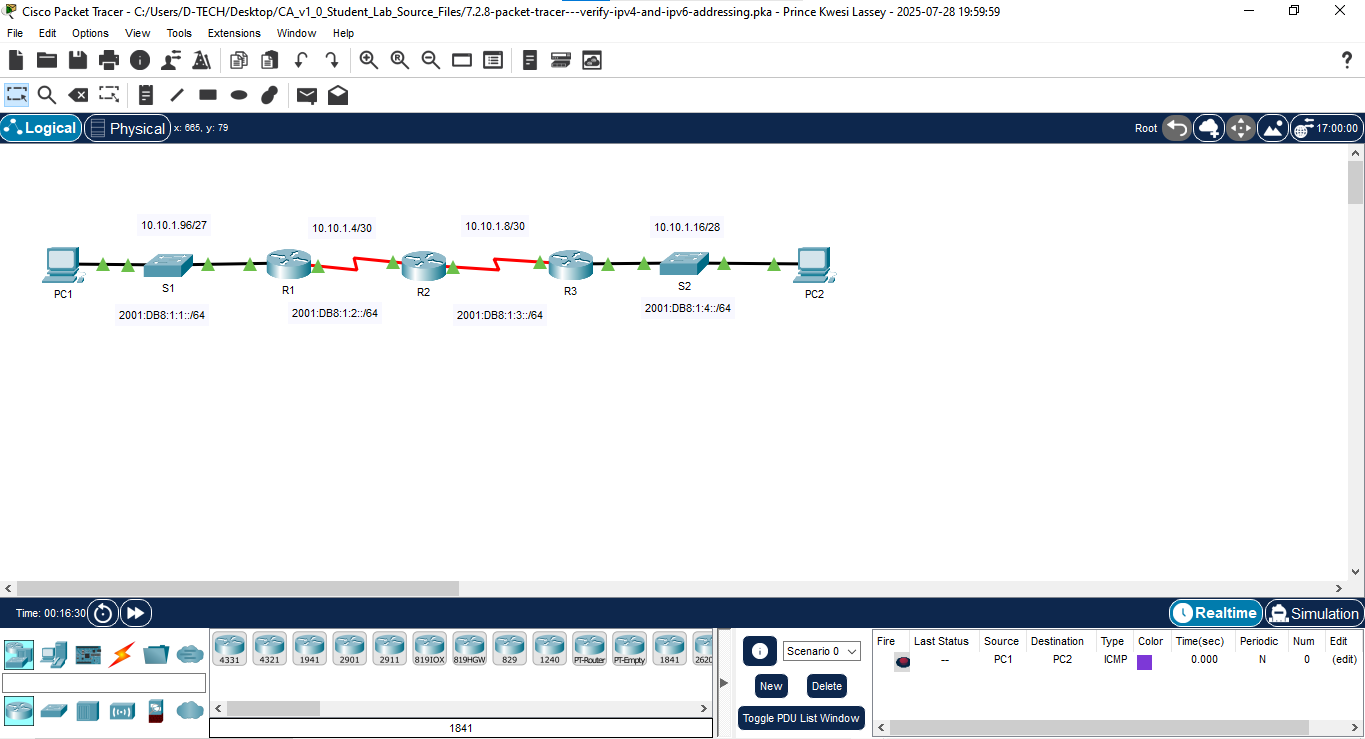 Cisco Packet Tracer - C:/Users/D-TECH/Desktop/CA_v1_0_Student_Lab_Source_Files/7.2.8-packet-tracer---verify-ipv4-and-ipv6-addressing.pka - Prince Kwesi Lassey - 2025-07-28 19:59:59
File Edit Options View Tools Extensions Window Help
Logical Physical x: 665, y: 79 Root 17:00:00
10.10.1.96/27 10.10.1.4/30 10.10.1.8/30 10.10.1.16/28
PC1 S1 R1 R2 R3 S2 PC2
2001:DB8:1:1::/64 2001:DB8:1:2::/64 2001:DB8:1:3::/64 2001:DB8:1:4::/64
Time: 00:16:30 Realtime Simulation
4331 4321 1941 2901 2911 819IOX 819HGW 829 1240 PT-Router PT-Empty 1841 2620
1841
Scenario 0
New Delete
Toggle PDU List Window
Fire Last Status Source Destination Type Color Time(sec) Periodic Num Edit
-- PC1 PC2 ICMP 0.000 N 0 (edit)